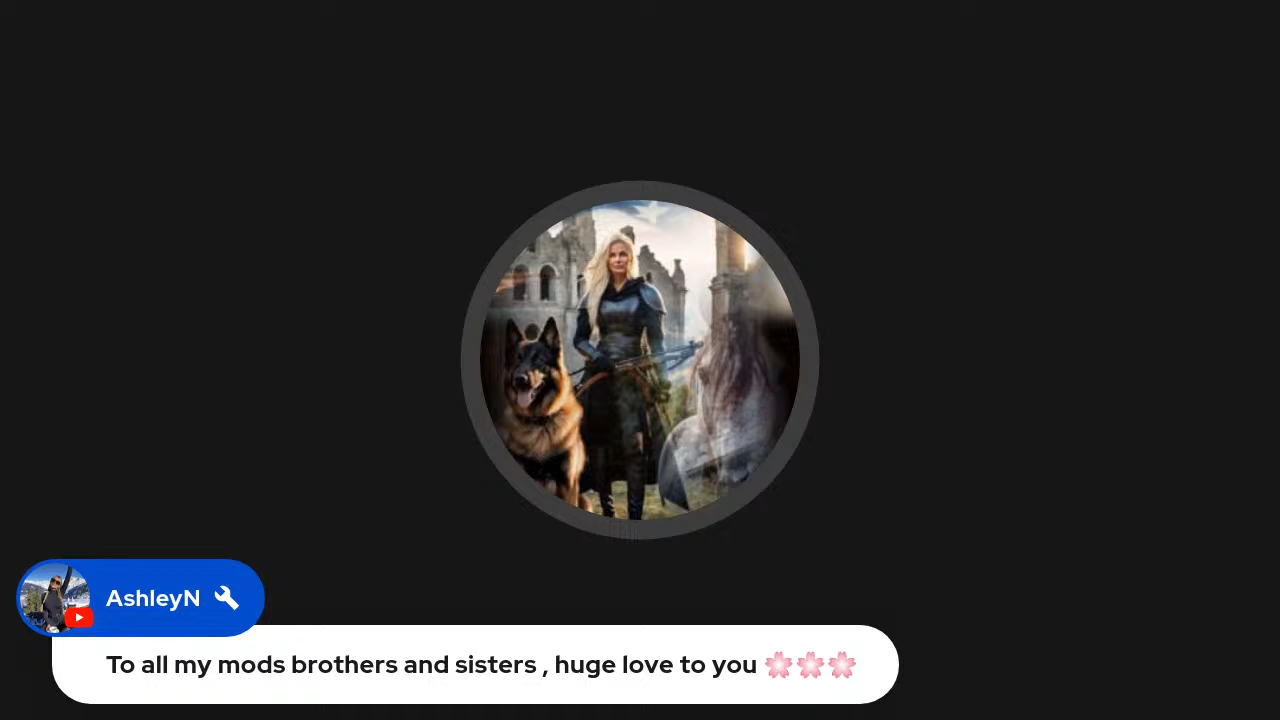 AshleyN
To all my mods brothers and sisters , huge love to you 🌸🌸🌸